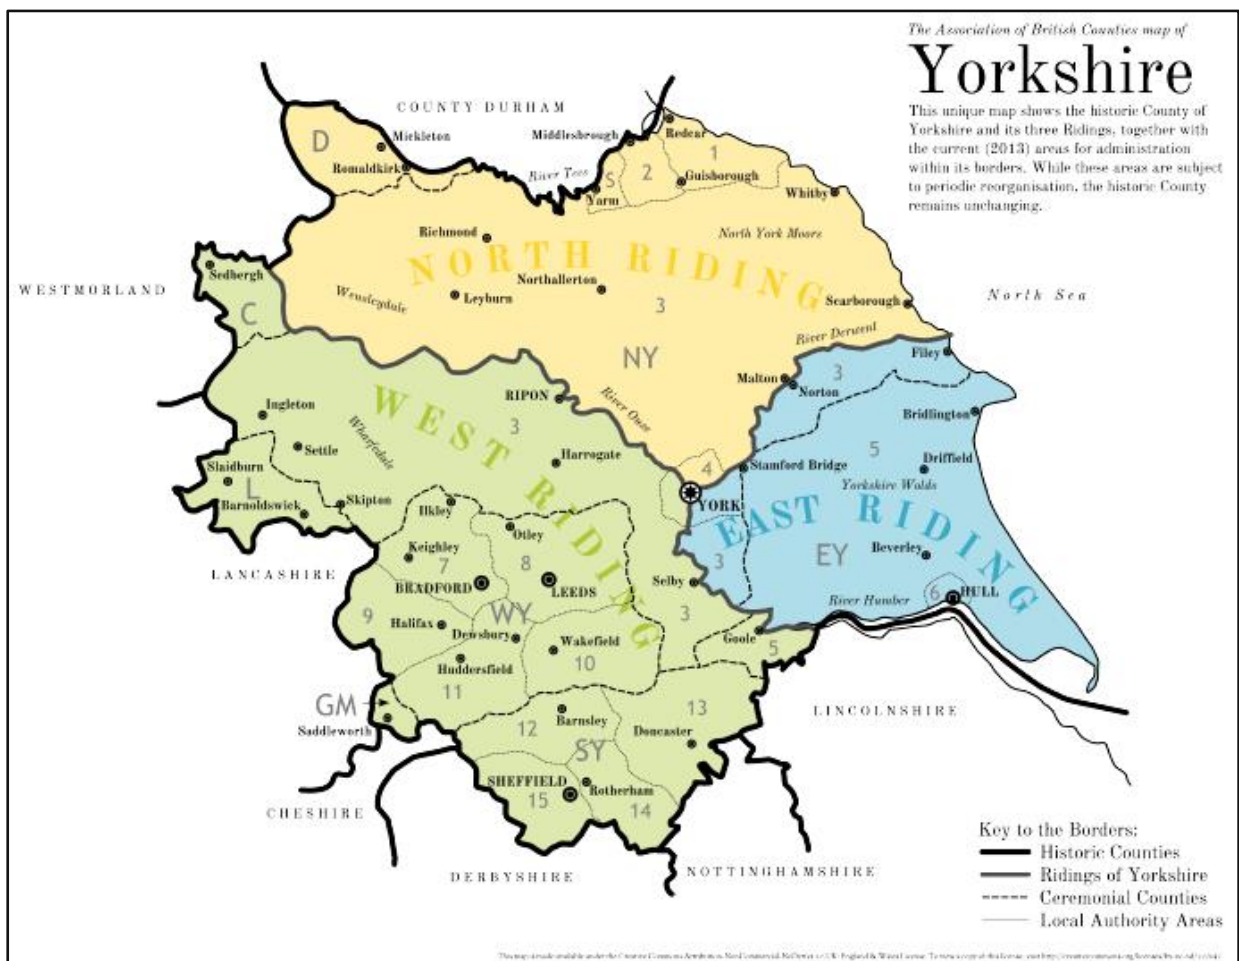 The Association of British Counties map of
Yorkshire
This unique map shows the historic County of
Yorkshire and its three Ridings, together with
the current (2013) areas for administration
within its borders. While these areas are subject
to periodic reorganisation, the historic County
remains unchanging.
COUNTY DURHAM
D
Mickleton
Romaldkirk
Middlesbrough
Redcar
1
2
Guisborough
River Tees
S
Yarm
Whitby
Richmond
North York Moors
NORTH RIDING
Sedbergh
WESTMORLAND
Northallerton
Wensleydale
Leyburn
3
Scarborough
North Sea
C
River Derwent
NY
Filey
Malton
3
Norton
RIPON
River Ouse
Ingleton
WEST RIDING
3
Bridlington
Wharfedale
Settle
Harrogate
5
Driffield
Slaidburn
4
Stamford Bridge
Yorkshire Wolds
L
Barnoldswick
Skipton
Ilkley
YORK
EAST RIDING
Otley
Keighley
7
8
EY
Beverley
LANCASHIRE
BRADFORD
LEEDS
Selby
3
6
HULL
River Humber
9
WY
3
Halifax
Dewsbury
Wakefield
Goole
5
Huddersfield
10
11
GM
Saddleworth
12
Barnsley
13
Doncaster
LINCOLNSHIRE
SY
SHEFFIELD
15
Rotherham
14
CHESHIRE
DERBYSHIRE
NOTTINGHAMSHIRE
Key to the Borders:
Historic Counties
Ridings of Yorkshire
Ceremonial Counties
Local Authority Areas